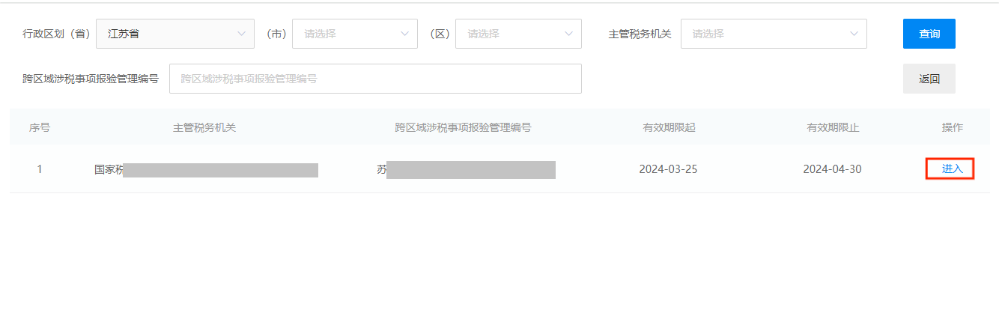 行政区划（省） 江苏省 （市） 请选择 （区） 请选择 主管税务机关 请选择 查询
跨区域涉税事项报验管理编号 跨区域涉税事项报验管理编号 返回
序号 主管税务机关 跨区域涉税事项报验管理编号 有效期限起 有效期限止 操作
1 国家税 苏 2024-03-25 2024-04-30 进入